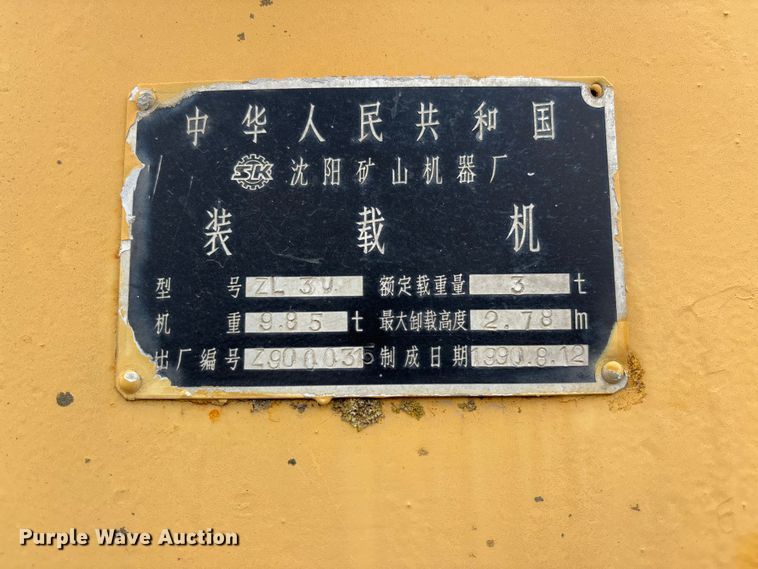 中华人民共和国
SK 沈阳矿山机器厂
装载机
型号 ZL 30 额定载重量 3 t
机重 9.85 t 最大卸载高度 2.78 m
出厂编号 Z900035 制成日期 1990.8.12
Purple Wave Auction